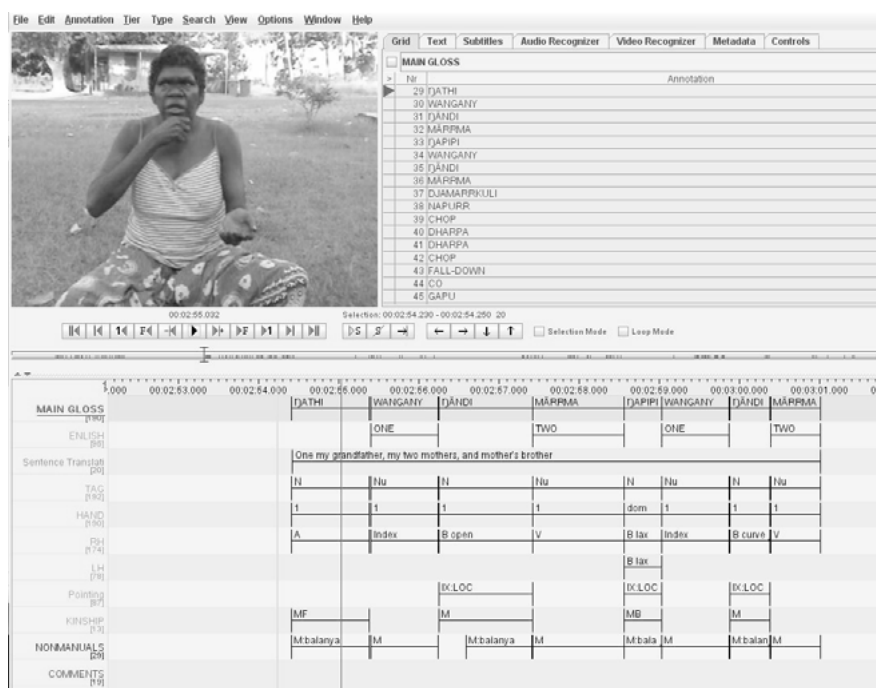 File Edit Annotation Tier Type Search View Options Window Help
Grid Text Subtitles Audio Recognizer Video Recognizer Metadata Controls
MAIN GLOSS
> Nr Annotation
29 ŊATHI
30 WANGANY
31 ŊÄNDI
32 MÄRRMA
33 ŊAPIPI
34 WANGANY
35 ŊÄNDI
36 MÄRRMA
37 DJAMARRKULI
38 NAPURR
39 CHOP
40 DHARPA
41 DHARPA
42 CHOP
43 FALL-DOWN
44 CO
45 GAPU
00:02:55.032 Selection: 00:02:54.230 - 00:02:54.250 20
Selection Mode Loop Mode
00:02:53.000 00:02:54.000 00:02:55.000 00:02:56.000 00:02:57.000 00:02:58.000 00:02:59.000 00:03:00.000 00:03:01.000
MAIN GLOSS ŊATHI WANGANY ŊÄNDI MÄRRMA ŊAPIPI WANGANY ŊÄNDI MÄRRMA
[190]
ENLISH ONE TWO ONE TWO
Sentence Translati One my grandfather, my two mothers, and mother's brother
[20]
TAG N Nu N Nu N Nu N Nu
[192]
HAND 1 1 1 1 dom 1 1 1
[190]
RH A Index B open V B lax Index B curve V
[174]
LH B lax
Pointing IX:LOC IX:LOC IX:LOC
KINSHIP MF M MB M
[13]
NONMANUALS M:balanya M M:balanya M M:bala M M:balan M
[29]
COMMENTS
[19]